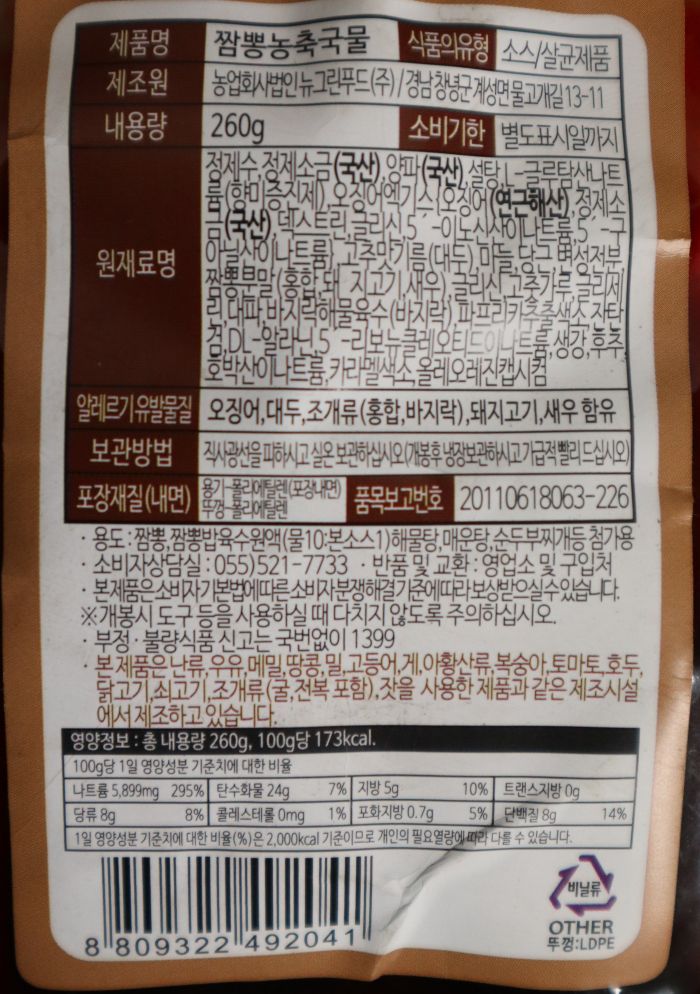 제품명 짬뽕농축국물 식품의유형 소스/살균제품
제조원 농업회사법인뉴그린푸드(주)/경남창녕군계성면물고개길13-11
내용량 260g 소비기한 별도표시일까지
원재료명
정제수,정제소금(국산),양파(국산),설탕,L-글루탐산나트
륨(향미증진제),오징어엑기스{오징어(연근해산),정제소
금(국산),덱스트린,글리신,5´-이노신산이나트륨,5´-구
아닐산이나트륨},고추맛기름(대두),마늘,당근,변성전분,
짬뽕분말(홍합,돼지고기,새우),글리신,고춧가루,글리세
린,대파,바지락해물육수(바지락),파프리카추출색소,잔탄
검,DL-알라닌,5´-리보뉴클레오티드이나트륨,생강,후추,
호박산이나트륨,카라멜색소,올레오레진캡시컴
알레르기유발물질 오징어,대두,조개류(홍합,바지락),돼지고기,새우 함유
보관방법 직사광선을 피하시고 실온 보관하십시오(개봉후 냉장보관하시고 가급적 빨리 드십시오)
포장재질(내면) 용기-폴리에틸렌(포장내면)
뚜껑-폴리에틸렌
품목보고번호 20110618063-226
· 용도:짬뽕,짬뽕밥육수원액(물10:본소스1)해물탕,매운탕,순두부찌개등 첨가용
· 소비자상담실:055)521-7733 · 반품 및 교환:영업소 및 구입처
· 본제품은소비자기본법에따른소비자분쟁해결기준에따라보상받으실수있습니다.
※개봉시 도구 등을 사용하실 때 다치지 않도록 주의하십시오.
· 부정·불량식품 신고는 국번없이 1399
· 본 제품은 난류,우유,메밀,땅콩,밀,고등어,게,아황산류,복숭아,토마토,호두,
닭고기,쇠고기,조개류(굴,전복 포함),잣을 사용한 제품과 같은 제조시설
에서 제조하고 있습니다.
영양정보:총 내용량 260g, 100g당 173kcal.
100g당 1일 영양성분 기준치에 대한 비율
나트륨 5,899mg 295% 탄수화물 24g 7% 지방 5g 10% 트랜스지방 0g
당류 8g 8% 콜레스테롤 0mg 1% 포화지방 0.7g 5% 단백질 8g 14%
1일 영양성분 기준치에 대한 비율(%)은 2,000kcal 기준이므로 개인의 필요열량에 따라 다를 수 있습니다.
8 809322 492041
비닐류
OTHER
뚜껑:LDPE